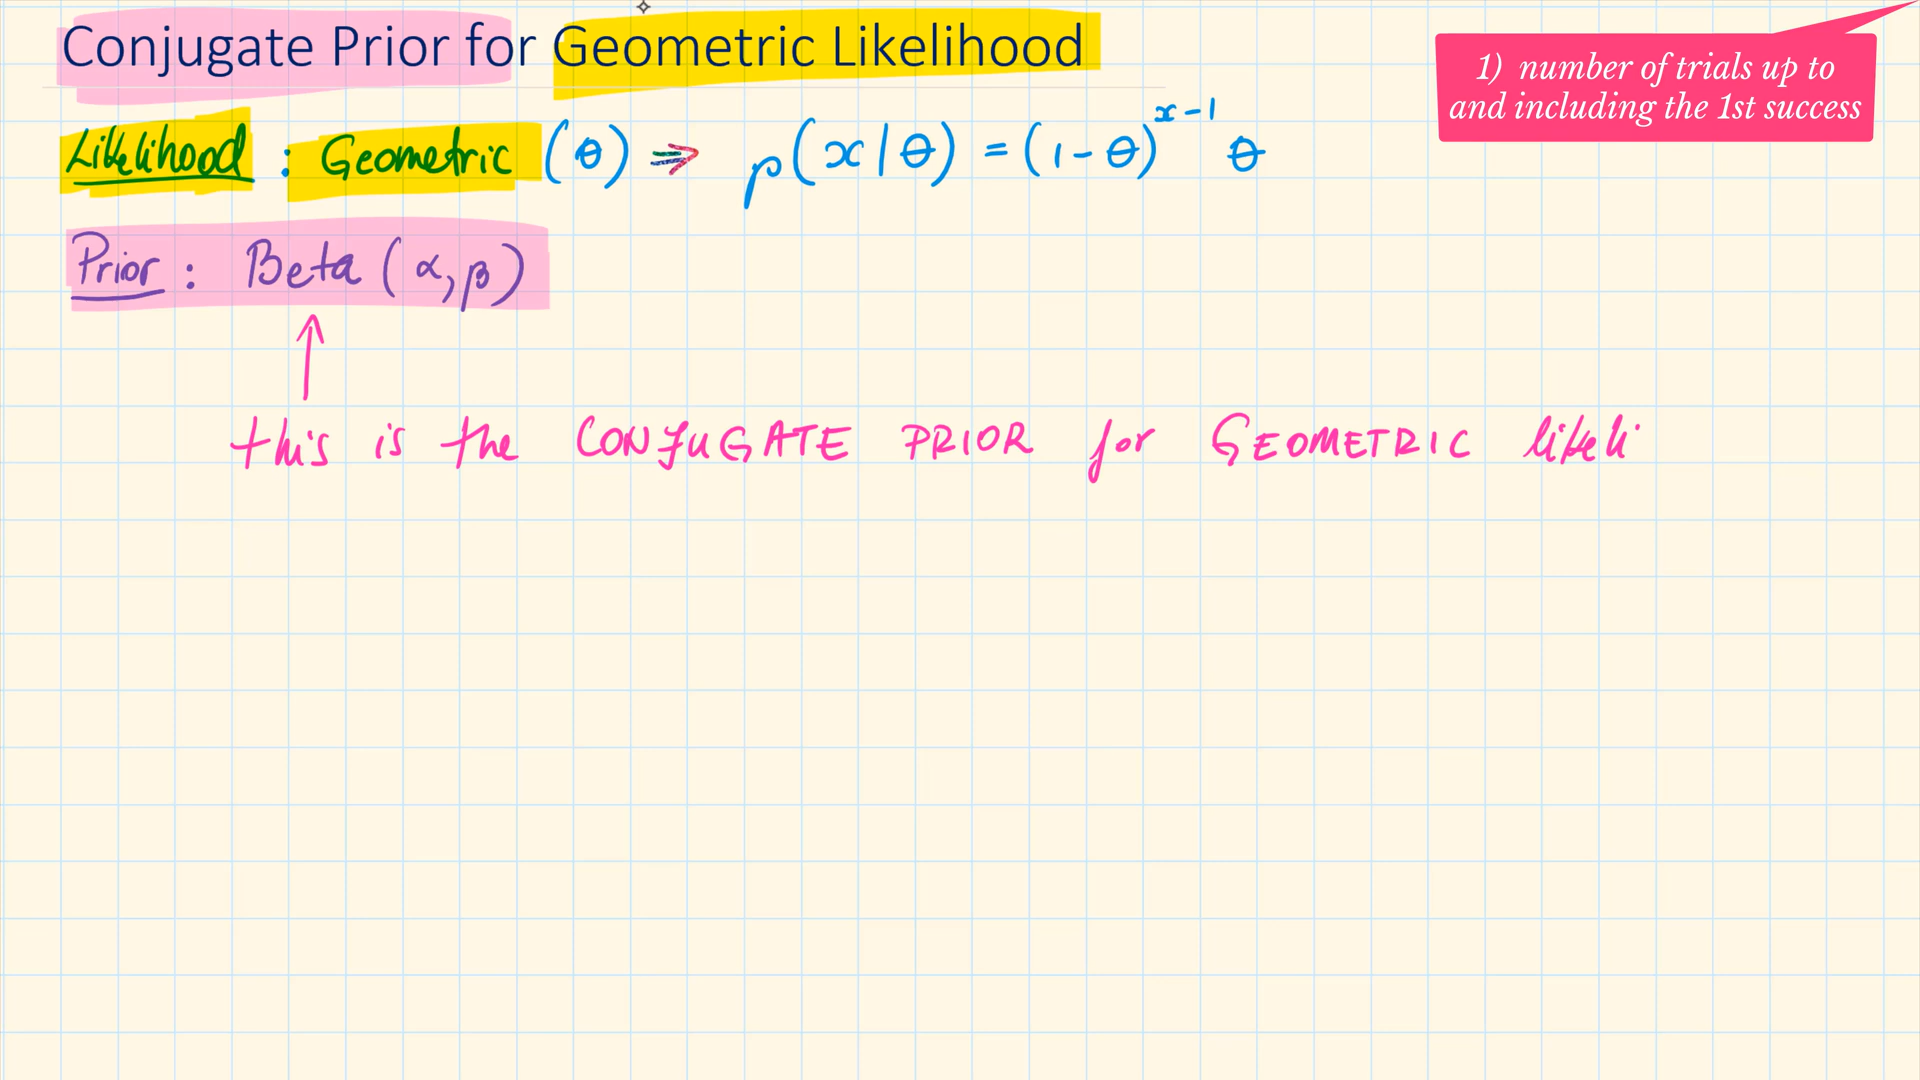 Conjugate Prior for Geometric Likelihood
1) number of trials up to
and including the 1st success
Likelihood : Geometric (θ) ⇒ p(x|θ) = (1-θ)^{x-1} θ
Prior : Beta (α, β)
this is the CONJUGATE PRIOR for GEOMETRIC likeli